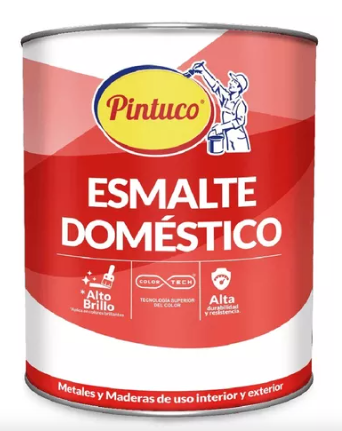 Pintuco®
ESMALTE
DOMÉSTICO
Alto
Brillo
COLOR TECH
TECNOLOGÍA SUPERIOR
DEL COLOR
Alta
durabilidad
y resistencia
Metales y Maderas de uso interior y exterior